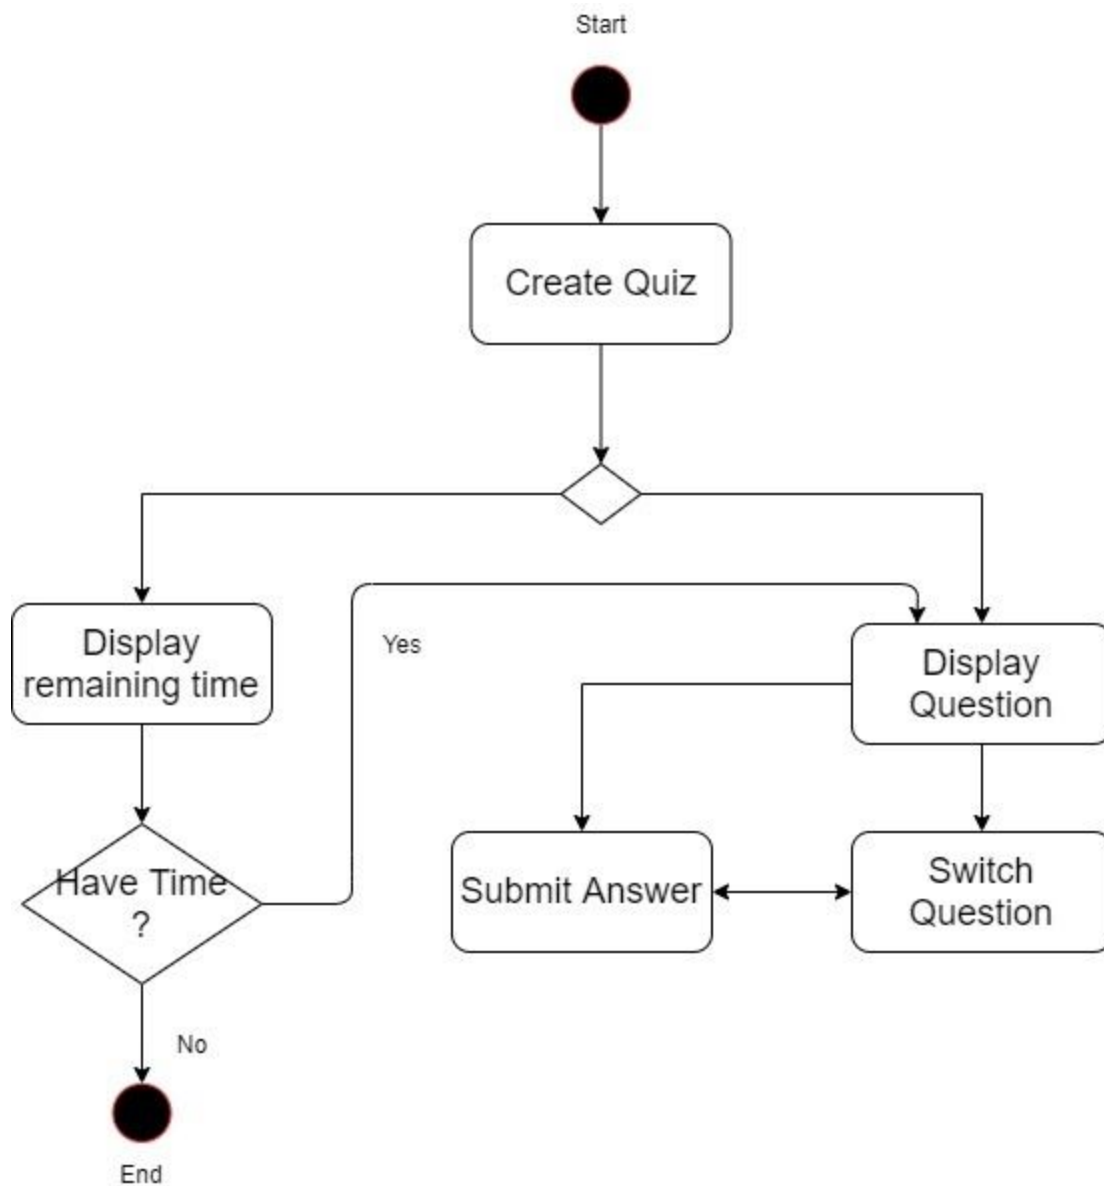 Start
Create Quiz
Display
remaining time
Yes
Display
Question
Have Time
?
Submit Answer
Switch
Question
No
End